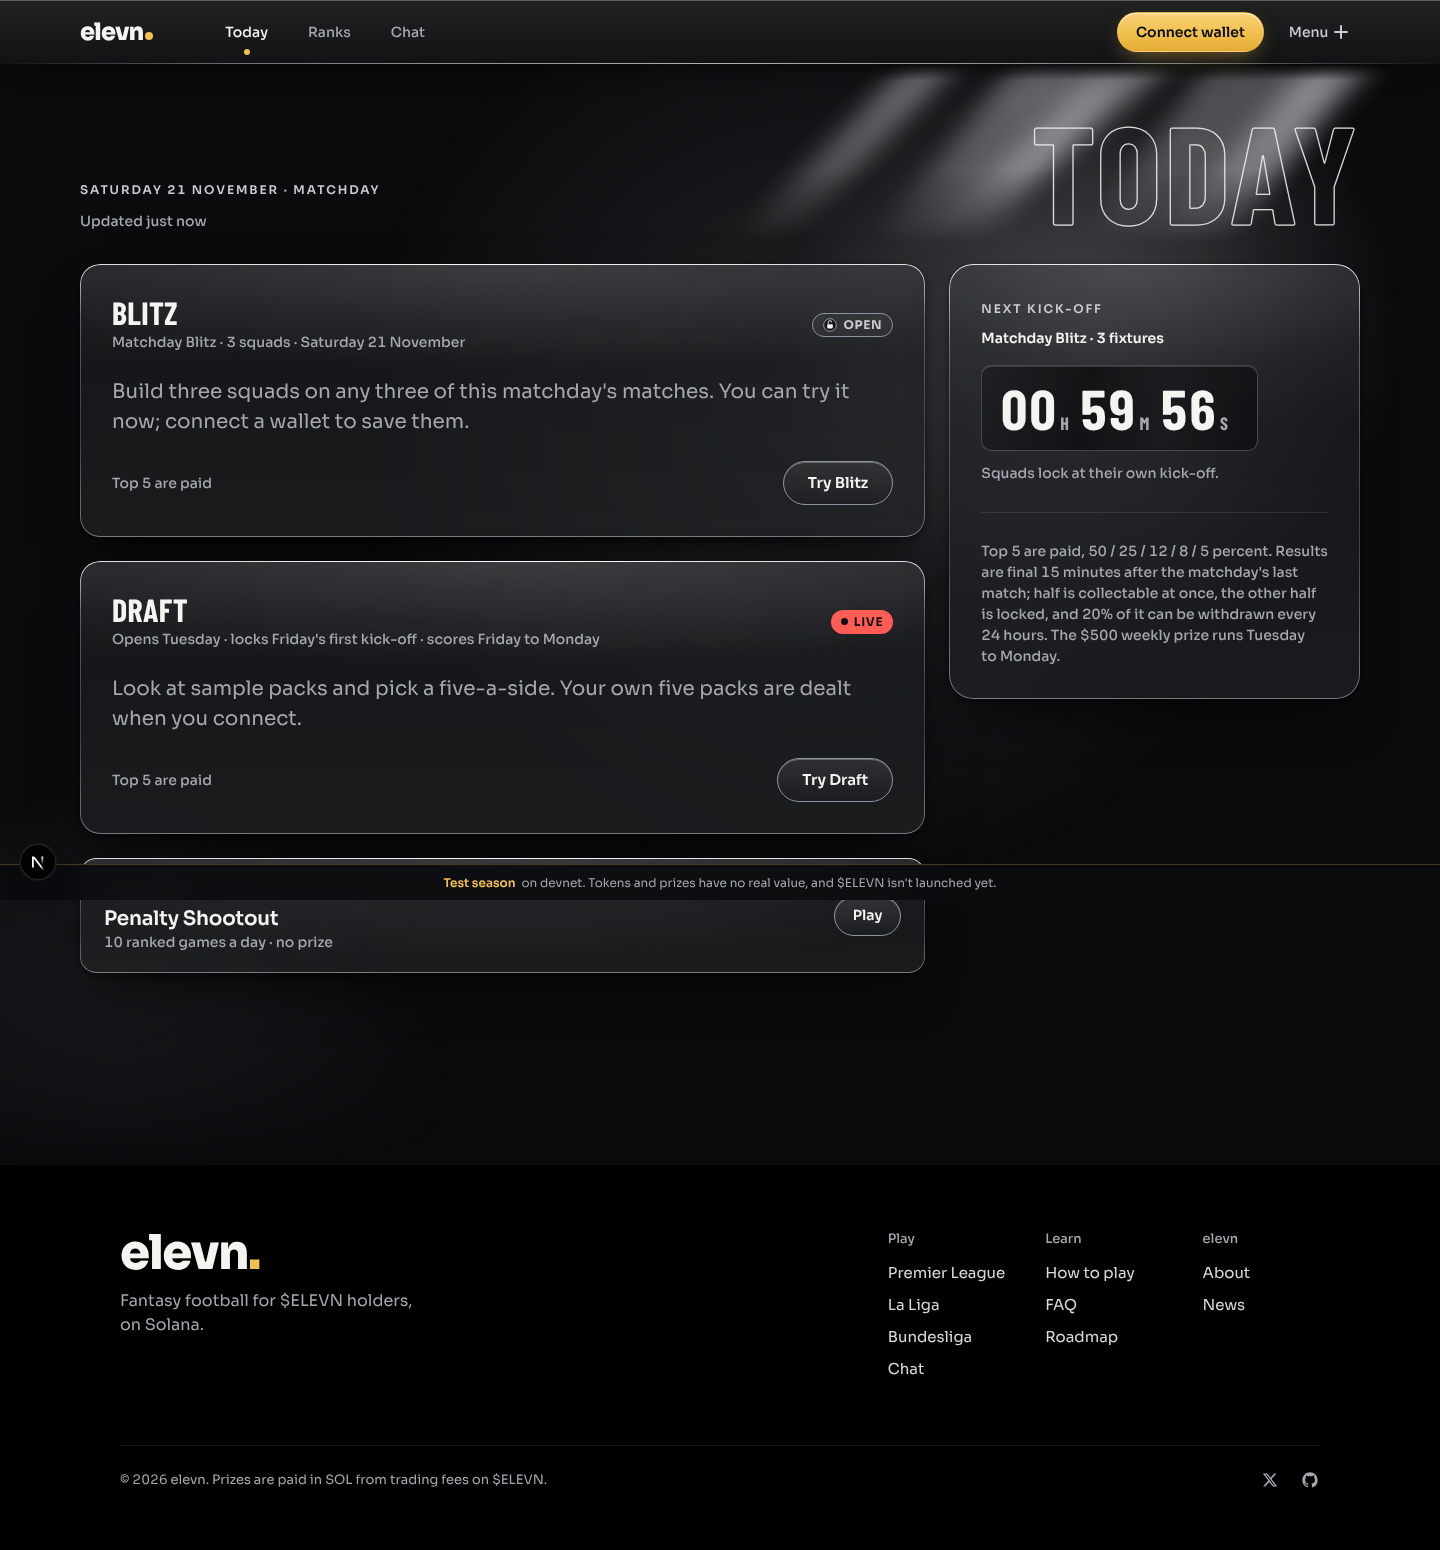 elevn.
Today
Ranks
Chat
Connect wallet
Menu
TODAY
SATURDAY 21 NOVEMBER · MATCHDAY
Updated just now
BLITZ
Matchday Blitz · 3 squads · Saturday 21 November
OPEN
Build three squads on any three of this matchday's matches. You can try it
now; connect a wallet to save them.
Top 5 are paid
Try Blitz
NEXT KICK-OFF
Matchday Blitz · 3 fixtures
00 H 59 M 56 S
Squads lock at their own kick-off.
Top 5 are paid, 50 / 25 / 12 / 8 / 5 percent. Results
are final 15 minutes after the matchday's last
match; half is collectable at once, the other half
is locked, and 20% of it can be withdrawn every
24 hours. The $500 weekly prize runs Tuesday
to Monday.
DRAFT
Opens Tuesday · locks Friday's first kick-off · scores Friday to Monday
LIVE
Look at sample packs and pick a five-a-side. Your own five packs are dealt
when you connect.
Top 5 are paid
Try Draft
N
Test season on devnet. Tokens and prizes have no real value, and $ELEVN isn't launched yet.
Penalty Shootout
10 ranked games a day · no prize
Play
elevn.
Fantasy football for $ELEVN holders,
on Solana.
Play
Premier League
La Liga
Bundesliga
Chat
Learn
How to play
FAQ
Roadmap
elevn
About
News
© 2026 elevn. Prizes are paid in SOL from trading fees on $ELEVN.